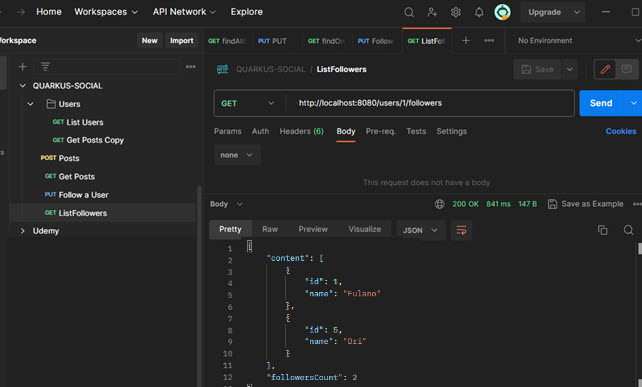 Home Workspaces API Network Explore Upgrade
orkspace New Import findAll PUT PUT findOr PUT Follow GET ListFo No Environment
QUARKUS-SOCIAL
Users
GET List Users
GET Get Posts Copy
POST Posts
GET Get Posts
PUT Follow a User
GET ListFollowers
Udemy
HTTP QUARKUS-SOCIAL / ListFollowers Save
GET http://localhost:8080/users/1/followers Send
Params Auth Headers (6) Body Pre-req. Tests Settings Cookies
none
This request does not have a body
Body 200 OK 841 ms 147 B Save as Example
Pretty Raw Preview Visualize JSON
1 {
2 "content": [
3 {
4 "id": 1,
5 "name": "Fulano"
6 },
7 {
8 "id": 5,
9 "name": "Dri"
10 }
11 ],
12 "followersCount": 2